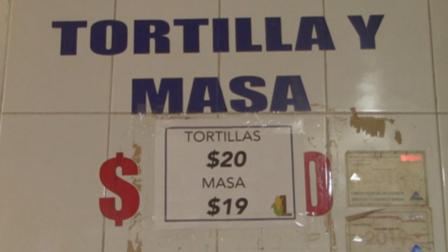 TORTILLA Y
MASA
TORTILLAS
$20
MASA
$19
$ D